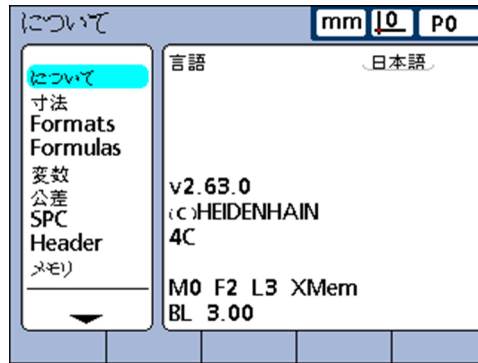 について
mm
0
P0
について
寸法
Formats
Formulas
変数
公差
SPC
Header
メモリ
言語
日本語
v2.63.0
(C)HEIDENHAIN
4C
M0 F2 L3 XMem
BL 3.00